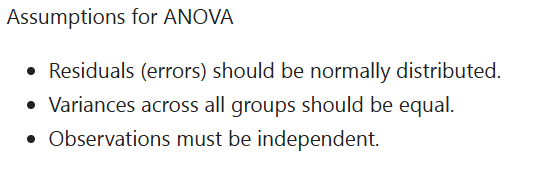 Assumptions for ANOVA
• Residuals (errors) should be normally distributed.
• Variances across all groups should be equal.
• Observations must be independent.